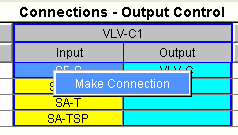 Connections - Output Control
VLV-C1
Input Output
Make Connection
SA-T
SA-TSP